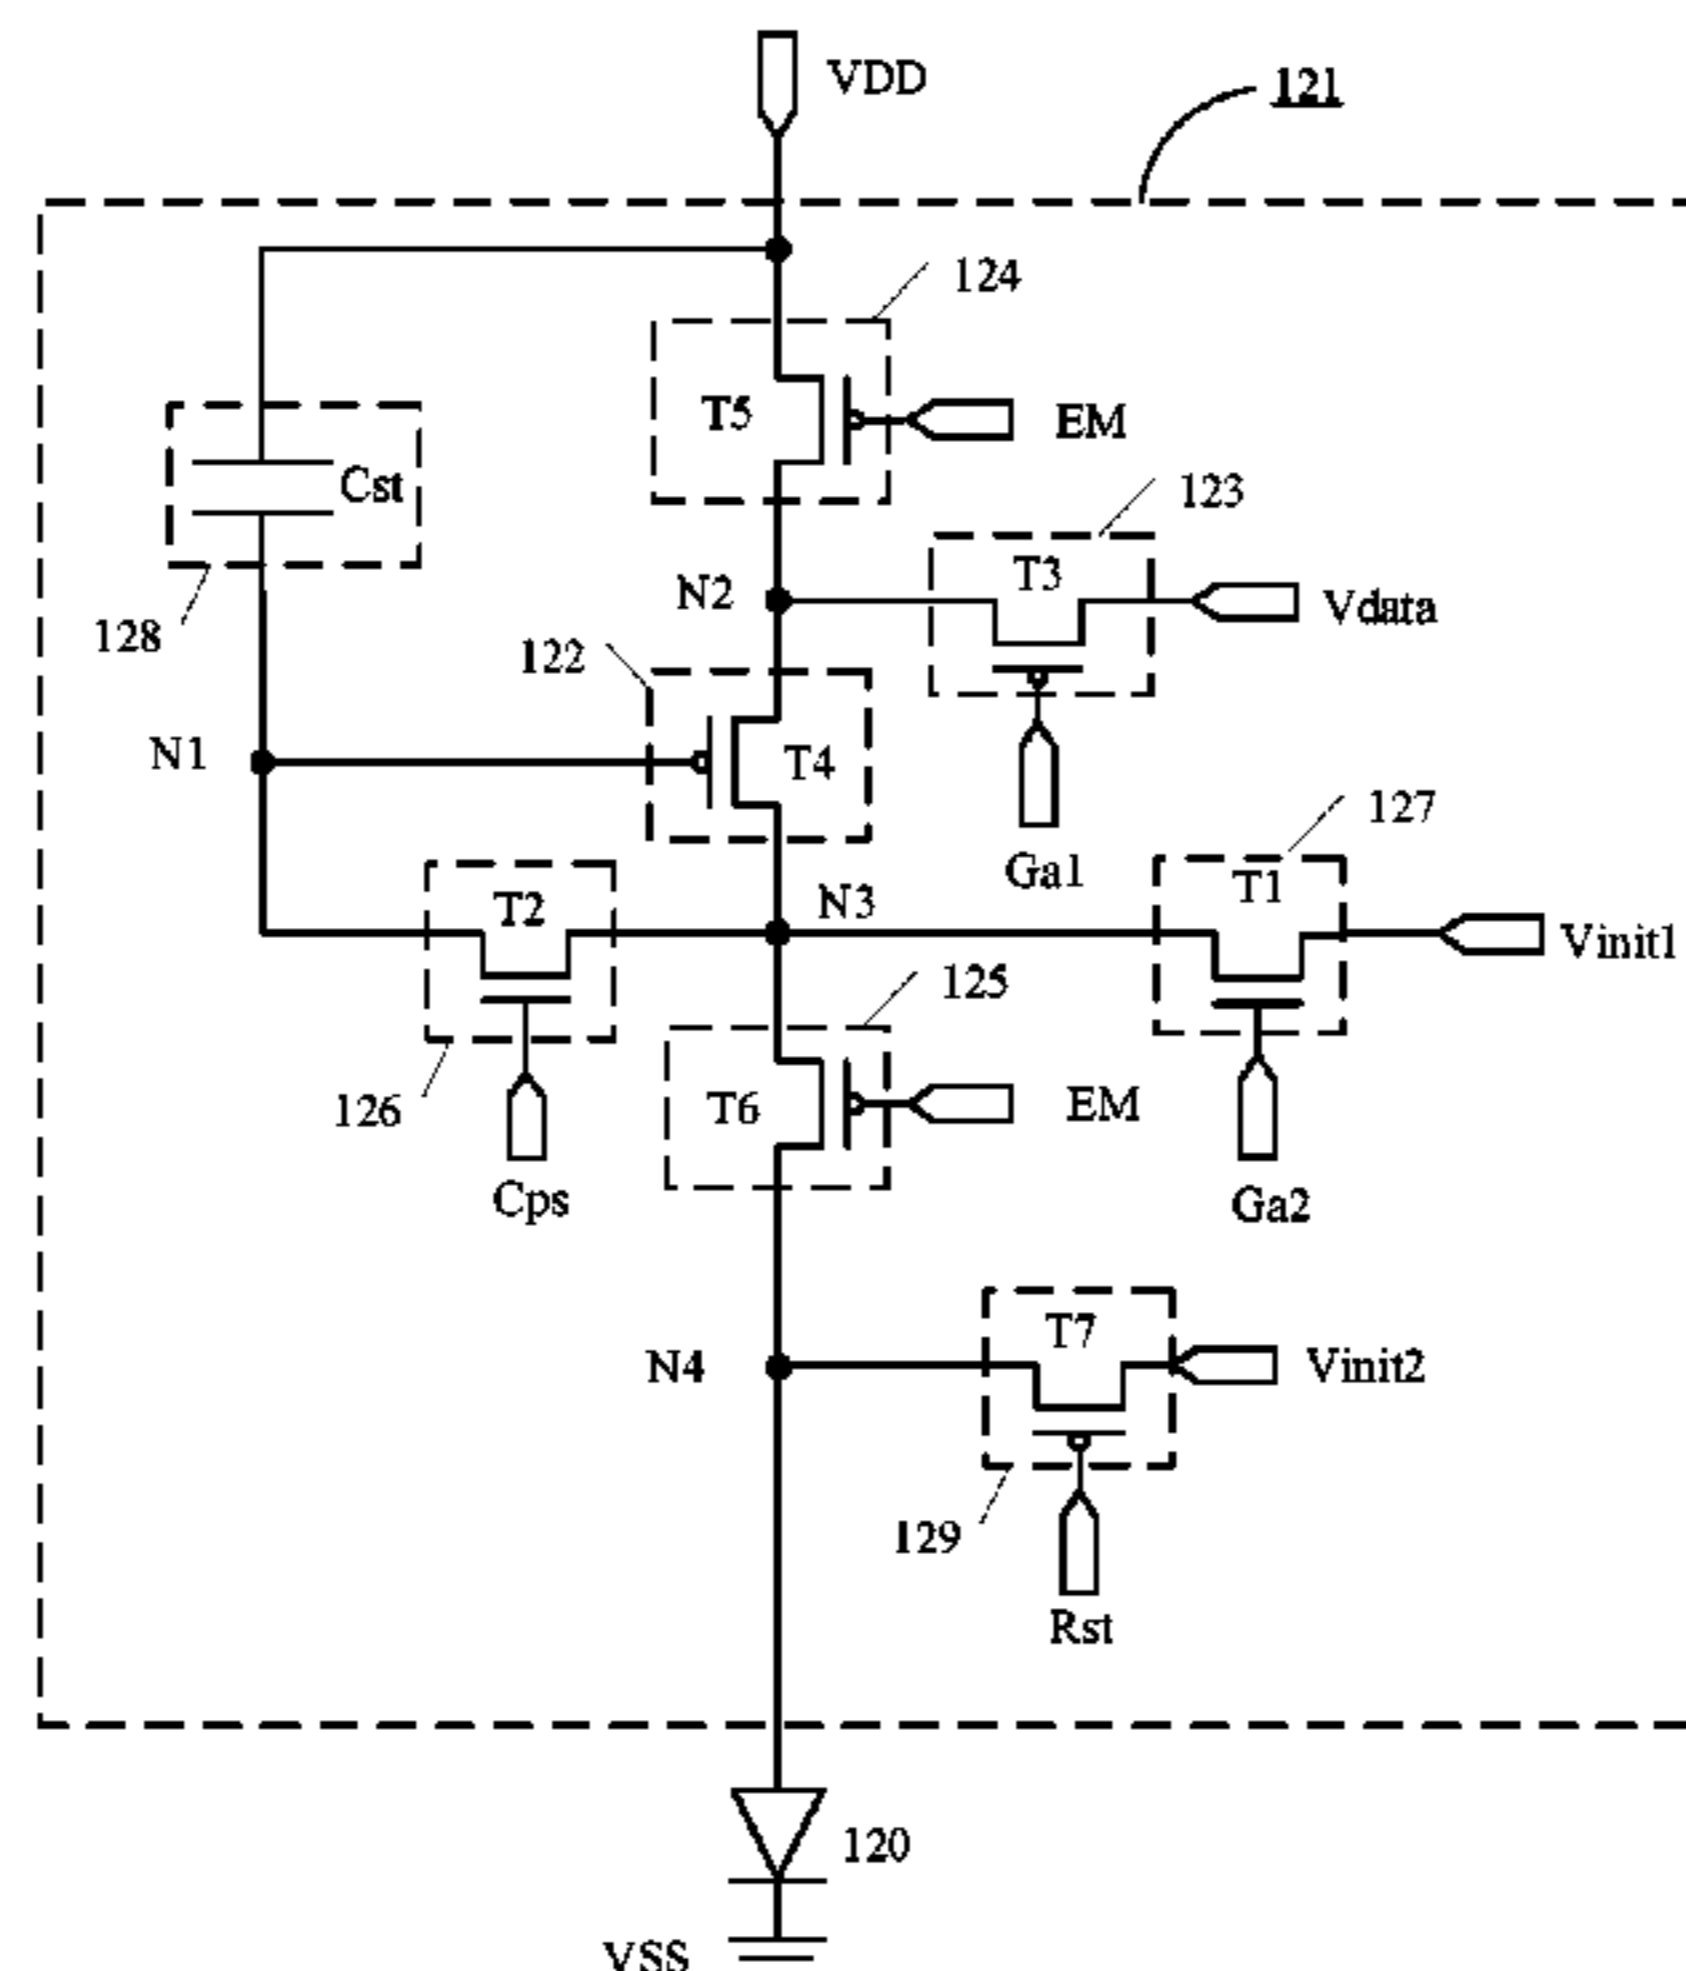 VDD
121
124
T5
EM
Cst
123
T3
N2
Vdata
128
122
N1
T4
127
Ga1
T1
T2
N3
Vinit1
125
126
T6
EM
Cps
Ga2
T7
N4
Vinit2
129
Rst
120
VSS